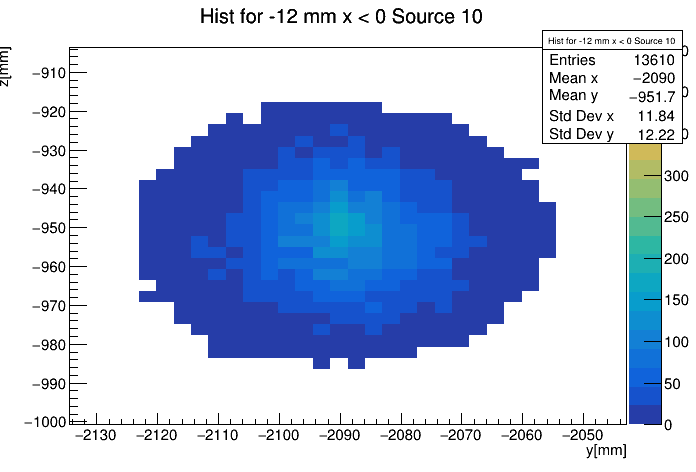 Hist for -12 mm x < 0 Source 10
z[mm]
Hist for -12 mm x < 0 Source 10
Entries 13610
Mean x −2090
Mean y −951.7
Std Dev x 11.84
Std Dev y 12.22
−910
−920
−930
−940
−950
−960
−970
−980
−990
−1000
0
0
300
250
200
150
100
50
0
−2130 −2120 −2110 −2100 −2090 −2080 −2070 −2060 −2050
y[mm]